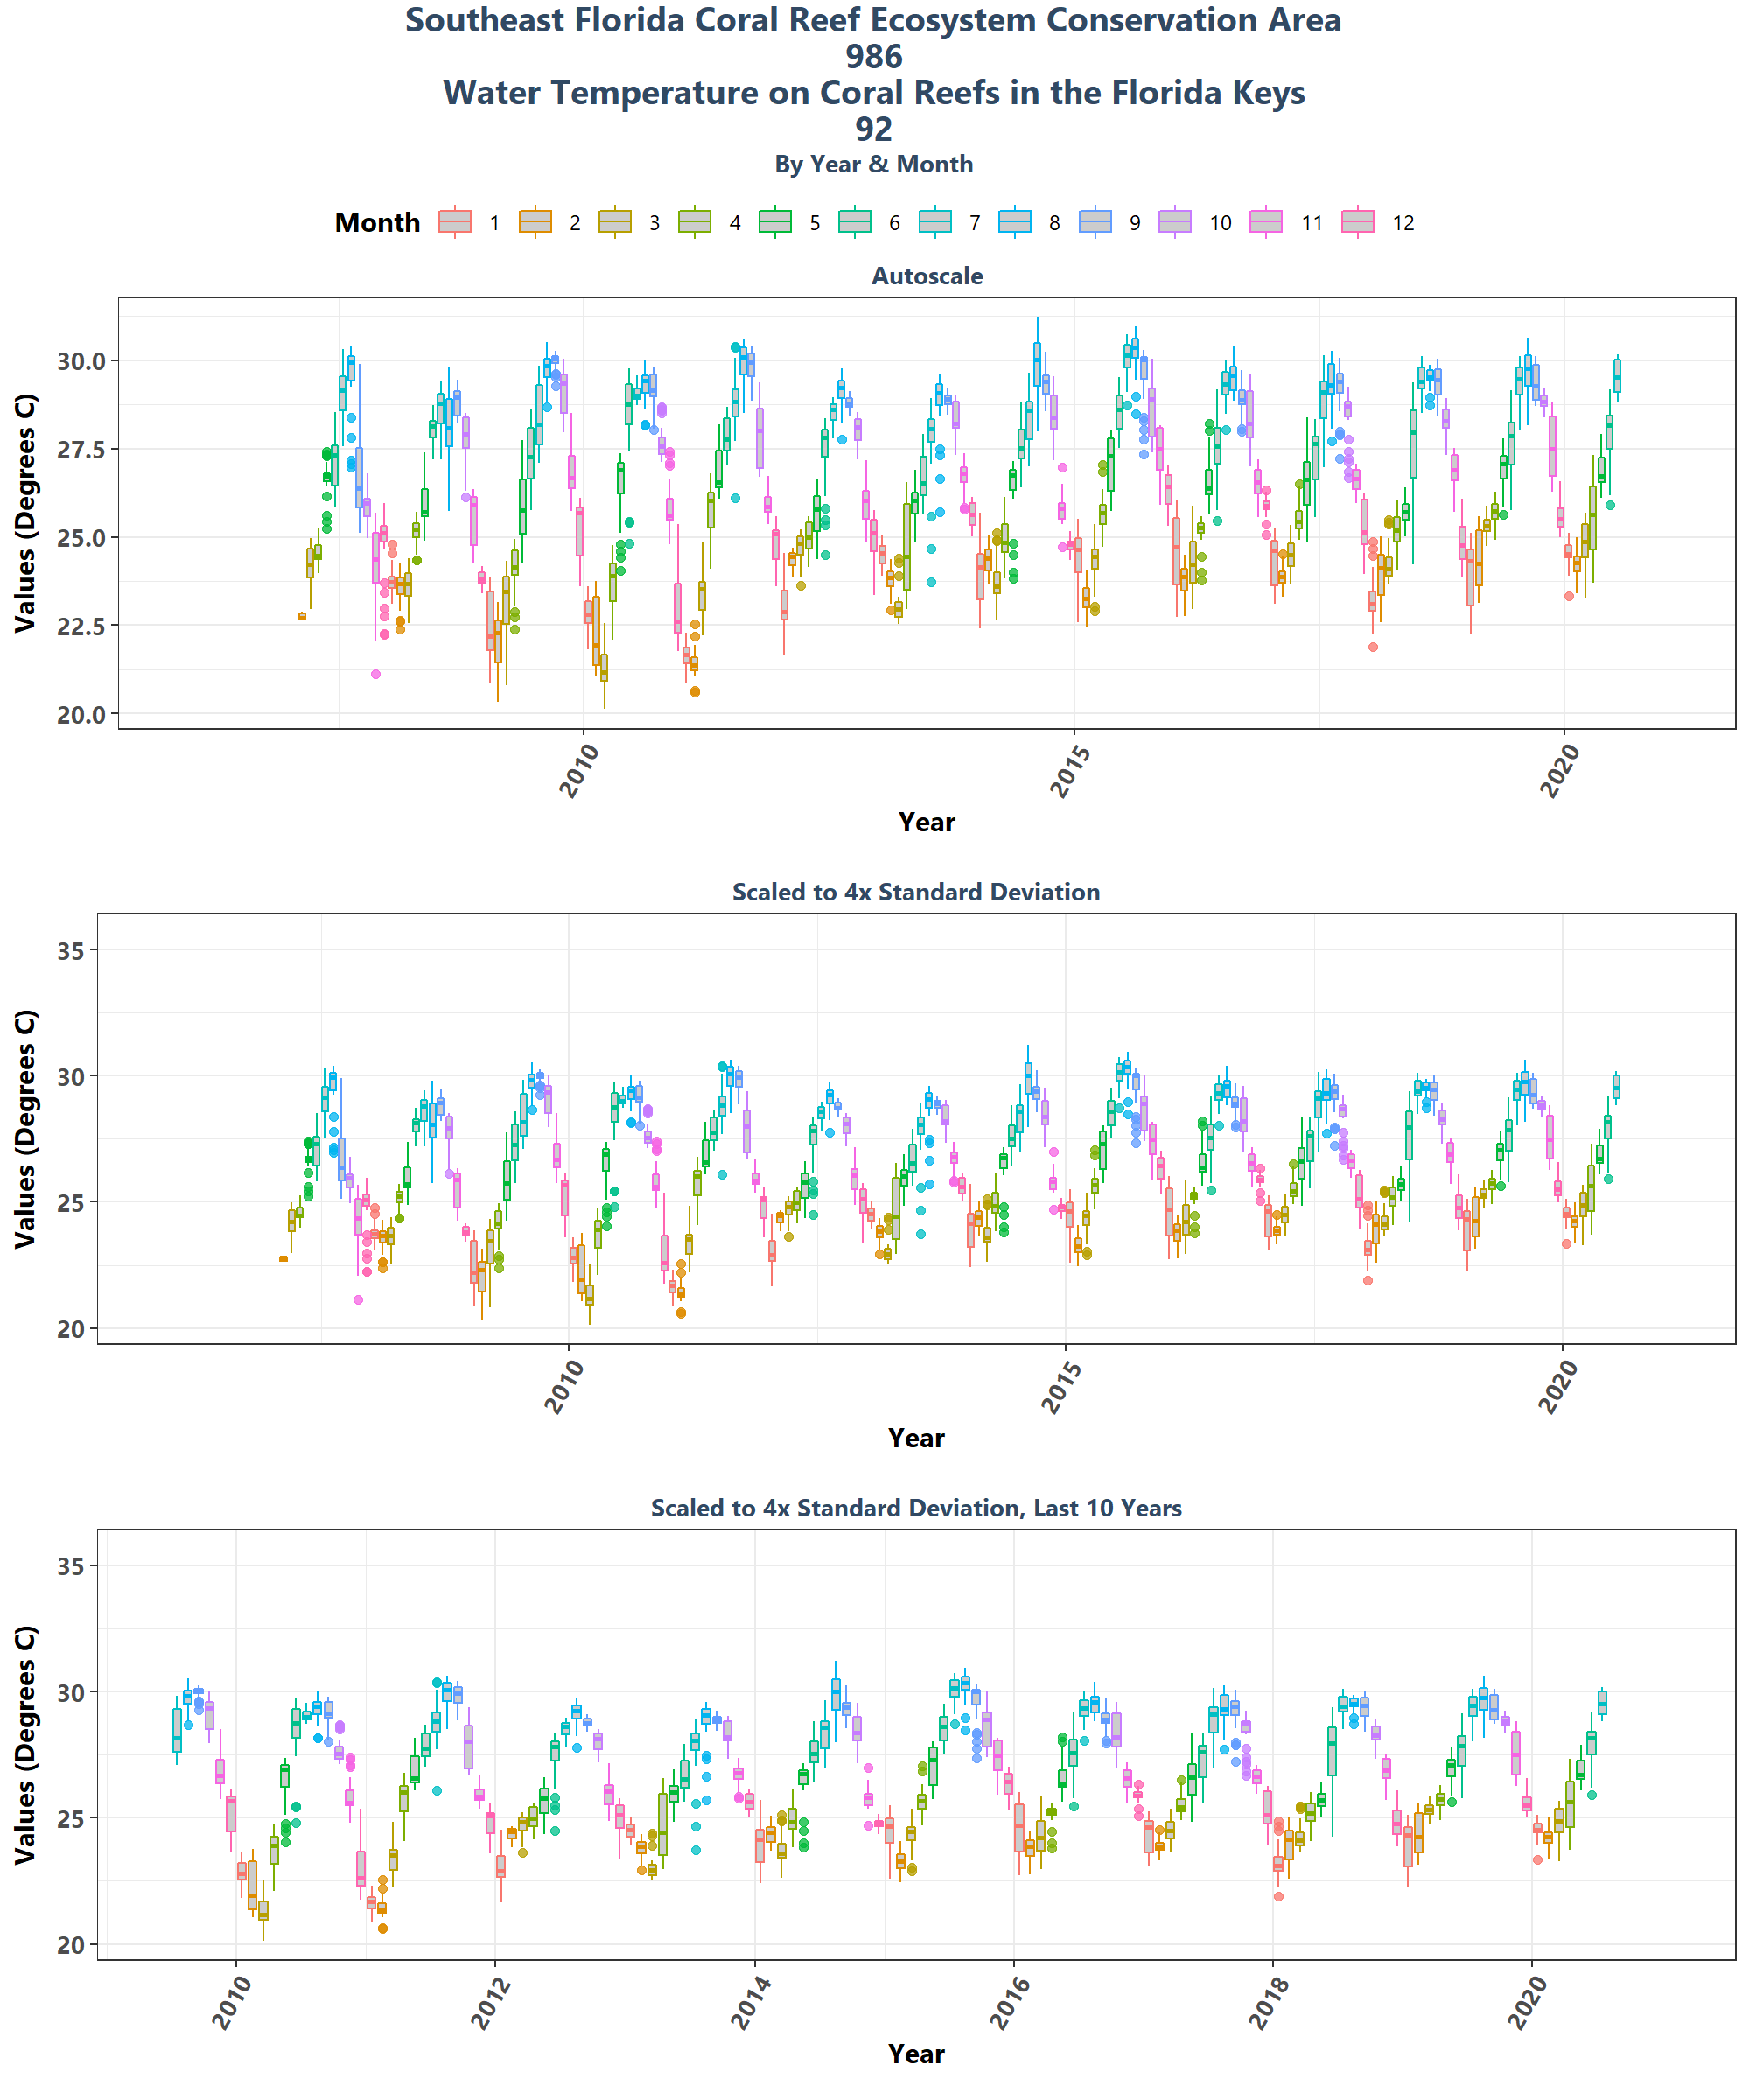 Southeast Florida Coral Reef Ecosystem Conservation Area
986
Water Temperature on Coral Reefs in the Florida Keys
92
By Year & Month
Month 1 2 3 4 5 6 7 8 9 10 11 12
Autoscale
Values (Degrees C)
30.0
27.5
25.0
22.5
20.0
2010 2015 2020
Year
Scaled to 4x Standard Deviation
Values (Degrees C)
35
30
25
20
2010 2015 2020
Year
Scaled to 4x Standard Deviation, Last 10 Years
Values (Degrees C)
35
30
25
20
2010 2012 2014 2016 2018 2020
Year